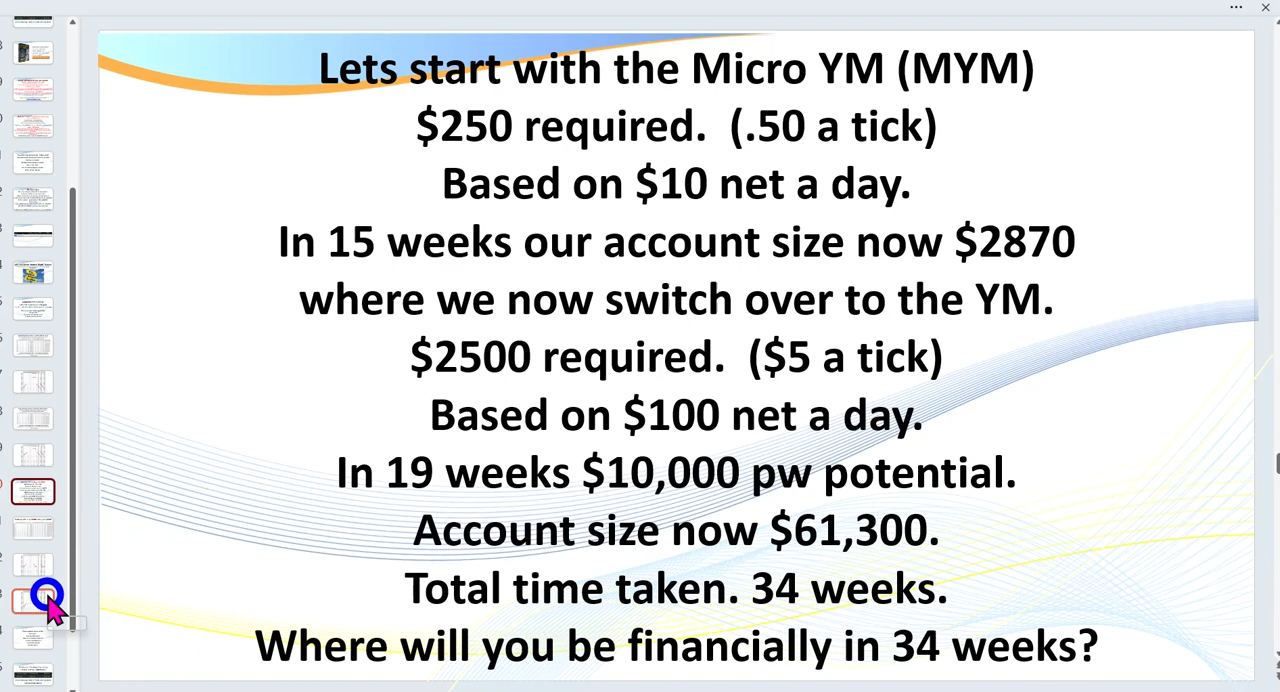 Lets start with the Micro YM (MYM)
$250 required.  (.50 a tick)
Based on $10 net a day.
In 15 weeks our account size now $2870
where we now switch over to the YM.
$2500 required.  ($5 a tick)
Based on $100 net a day.
In 19 weeks $10,000 pw potential.
Account size now $61,300.
Total time taken. 34 weeks.
Where will you be financially in 34 weeks?